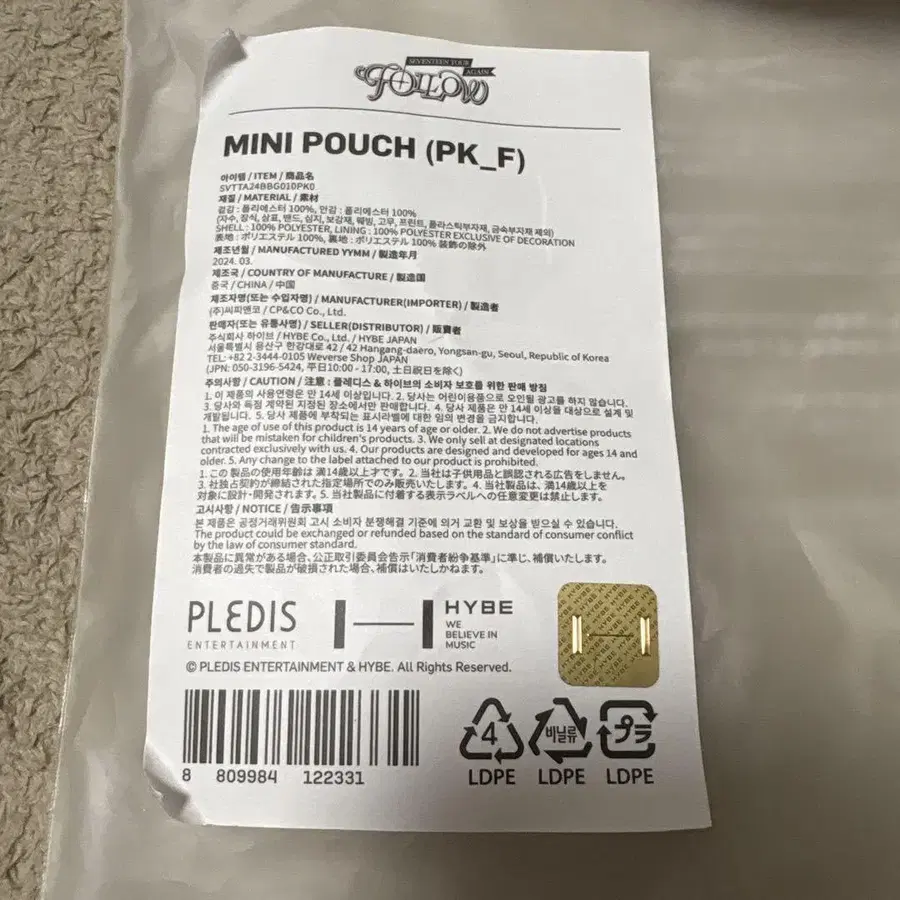 SEVENTEEN TOUR
FOLLOW
AGAIN
MINI POUCH (PK_F)
아이템 / ITEM / 商品名
SVTTA24BBG010PK0
재질 / MATERIAL / 素材
겉감 : 폴리에스터 100%, 안감 : 폴리에스터 100%
(자수, 장식, 상표, 밴드, 심지, 보강재, 웨빙, 고무, 프린트, 플라스틱부자재, 금속부자재 제외)
SHELL : 100% POLYESTER, LINING : 100% POLYESTER EXCLUSIVE OF DECORATION
表地 : ポリエステル 100%, 裏地 : ポリエステル 100% 装飾の除外
제조년월 / MANUFACTURED YYMM / 製造年月
2024. 03.
제조국 / COUNTRY OF MANUFACTURE / 製造国
중국 / CHINA / 中国
제조자명(또는 수입자명) / MANUFACTURER(IMPORTER) / 製造者
(주)씨피앤코 / CP&CO Co., Ltd.
판매자(또는 유통사명) / SELLER(DISTRIBUTOR) / 販賣者
주식회사 하이브 / HYBE Co., Ltd. / HYBE JAPAN
서울특별시 용산구 한강대로 42 / 42 Hangang-daero, Yongsan-gu, Seoul, Republic of Korea
TEL: +82 2-3444-0105 Weverse Shop JAPAN
(JPN: 050-3196-5424, 平日10:00 - 17:00, 土日祝日を除く)
주의사항 / CAUTION / 注意 : 플레디스 & 하이브의 소비자 보호를 위한 판매 방침
1. 이 제품의 사용연령은 만 14세 이상입니다. 2. 당사는 어린이용품으로 오인될 광고를 하지 않습니다.
3. 당사와 독점 계약된 지정된 장소에서만 판매합니다. 4. 당사 제품은 만 14세 이상을 대상으로 설계 및
개발됩니다. 5. 당사 제품에 부착되는 표시라벨에 대한 임의 변경을 금지합니다.
1. The age of use of this product is 14 years of age or older. 2. We do not advertise products
that will be mistaken for children's products. 3. We only sell at designated locations
contracted exclusively with us. 4. Our products are designed and developed for ages 14 and
older. 5. Any change to the label attached to our product is prohibited.
1. この 製品の使用年齢は 満14歳以上才です。2. 当社は子供用品と誤認される広告をしません。
3. 社独占契約が締結された指定場所でのみ販売いたします。4. 当社製品は、満14歳以上を
対象に設計・開発されます。5. 当社製品に付着する表示ラベルへの任意変更は禁止します。
고시사항 / NOTICE / 告示事項
본 제품은 공정거래위원회 고시 소비자 분쟁해결 기준에 의거 교환 및 보상을 받으실 수 있습니다.
The product could be exchanged or refunded based on the standard of consumer conflict
by the law of consumer standard.
本製品に異常がある場合、公正取引委員会告示「消費者紛争基準」に準じ、補償いたします。
消費者の過失で製品が破損された場合、補償はいたしかねます。
PLEDIS
ENTERTAINMENT
HYBE
WE
BELIEVE IN
MUSIC
© PLEDIS ENTERTAINMENT & HYBE. All Rights Reserved.
8 809984 122331
4
LDPE
비닐류
LDPE
プラ
LDPE